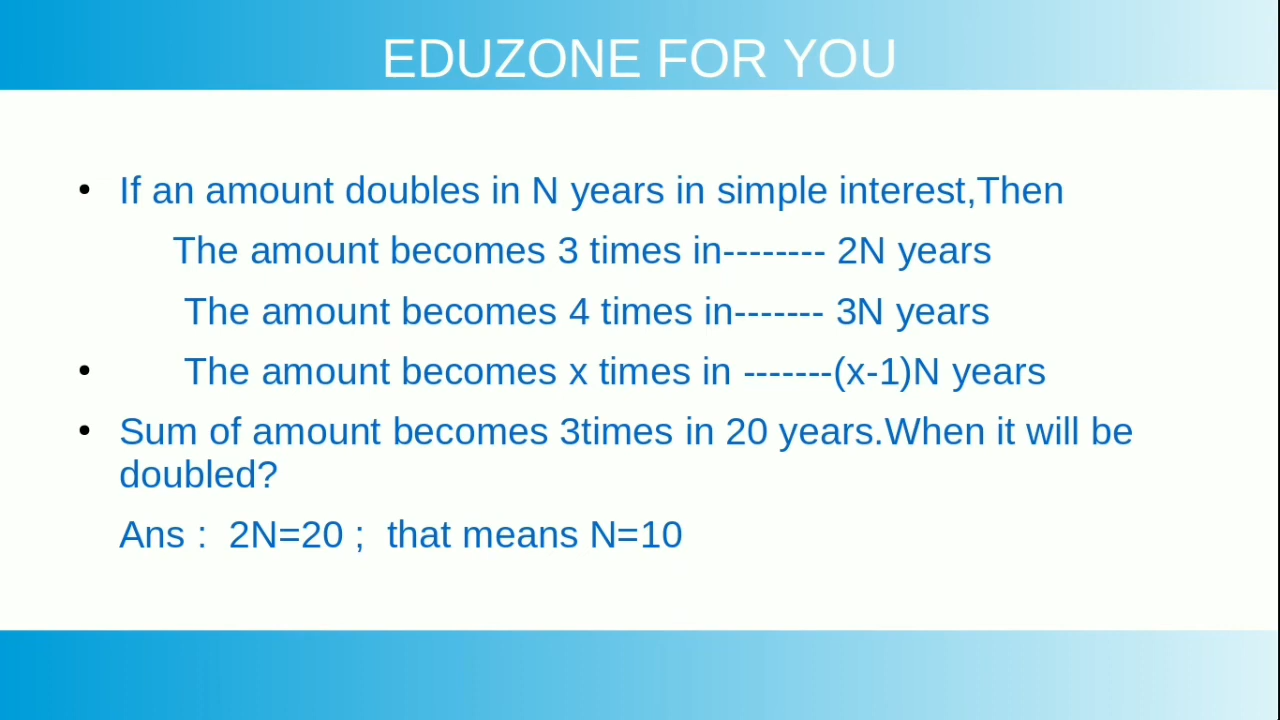 EDUZONE FOR YOU
• If an amount doubles in N years in simple interest,Then
The amount becomes 3 times in-------- 2N years
The amount becomes 4 times in------- 3N years
• The amount becomes x times in -------(x-1)N years
• Sum of amount becomes 3times in 20 years.When it will be
doubled?
Ans : 2N=20 ; that means N=10